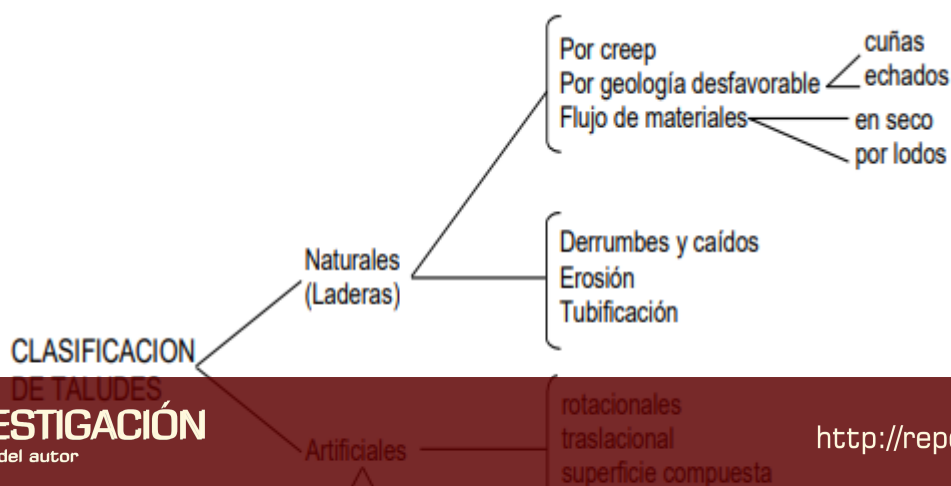 Por creep
Por geología desfavorable
Flujo de materiales
cuñas
echados
en seco
por lodos
Naturales
(Laderas)
Derrumbes y caídos
Erosión
Tubificación
CLASIFICACION
DE TALUDES
Artificiales
rotacionales
traslacional
superficie compuesta
ESTIGACIÓN
del autor
http://rep